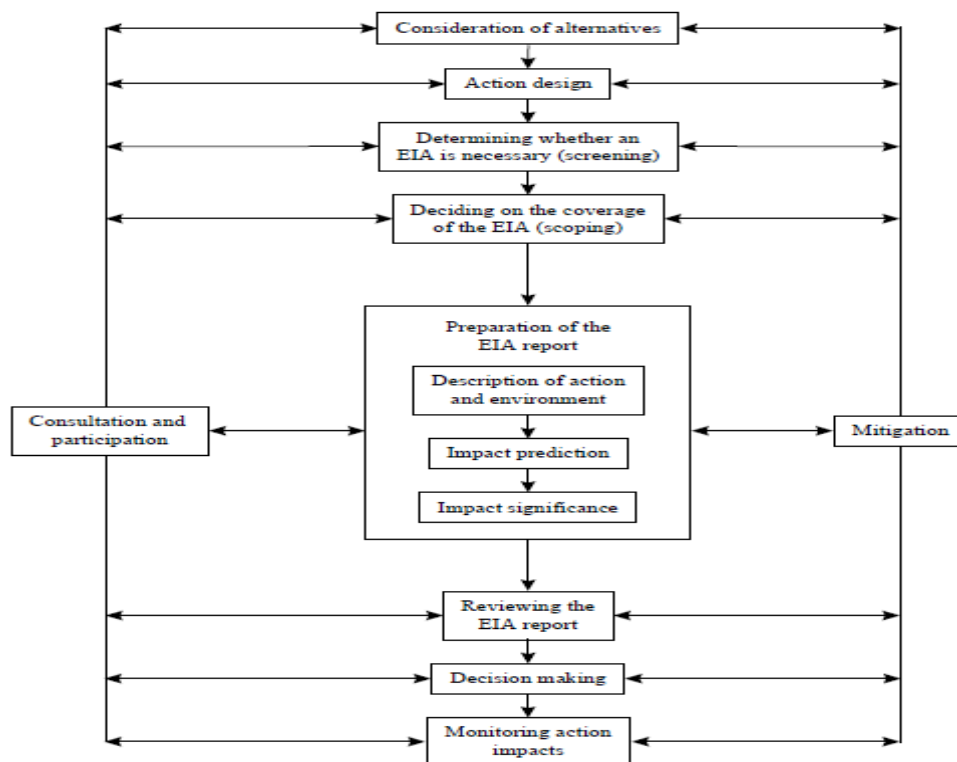 Consideration of alternatives
Action design
Determining whether an
EIA is necessary (screening)
Deciding on the coverage
of the EIA (scoping)
Preparation of the
EIA report
Description of action
and environment
Consultation and
participation
Impact prediction
Mitigation
Impact significance
Reviewing the
EIA report
Decision making
Monitoring action
impacts